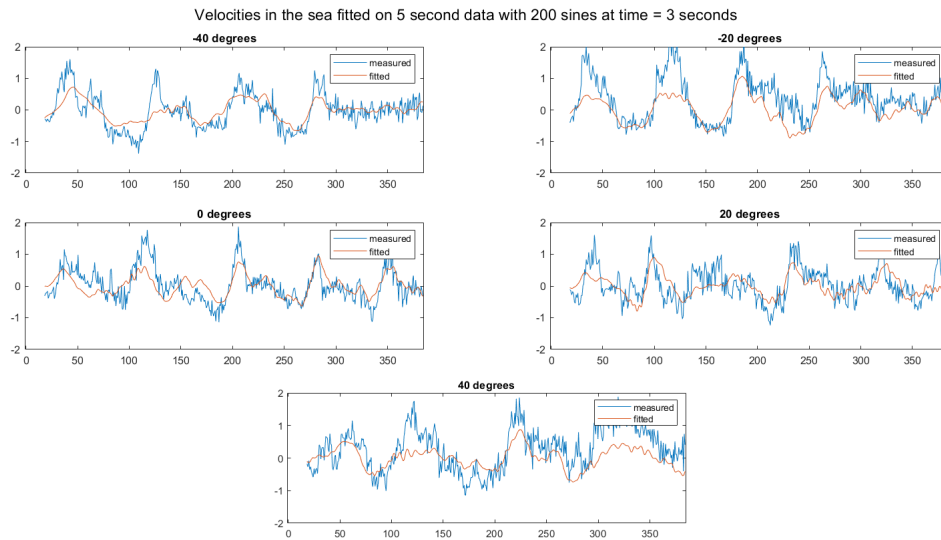 Velocities in the sea fitted on 5 second data with 200 sines at time = 3 seconds
-40 degrees
2
1
0
-1
-2
0 50 100 150 200 250 300 350
measured
fitted
-20 degrees
2
1
0
-1
-2
0 50 100 150 200 250 300 350
measured
fitted
0 degrees
2
1
0
-1
-2
0 50 100 150 200 250 300 350
measured
fitted
20 degrees
2
1
0
-1
-2
0 50 100 150 200 250 300 350
measured
fitted
40 degrees
2
1
0
-1
-2
0 50 100 150 200 250 300 350
measured
fitted